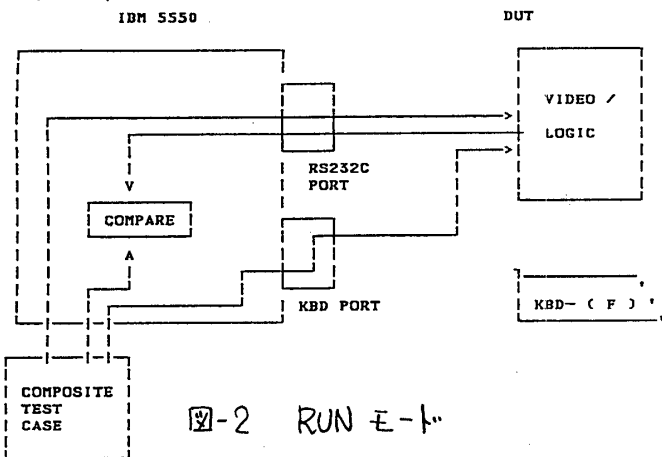 IBM 5550
DUT
VIDEO /
LOGIC
RS232C
PORT
COMPARE
KBD PORT
KBD- ( F )
COMPOSITE
TEST
CASE
図-2 RUN モード